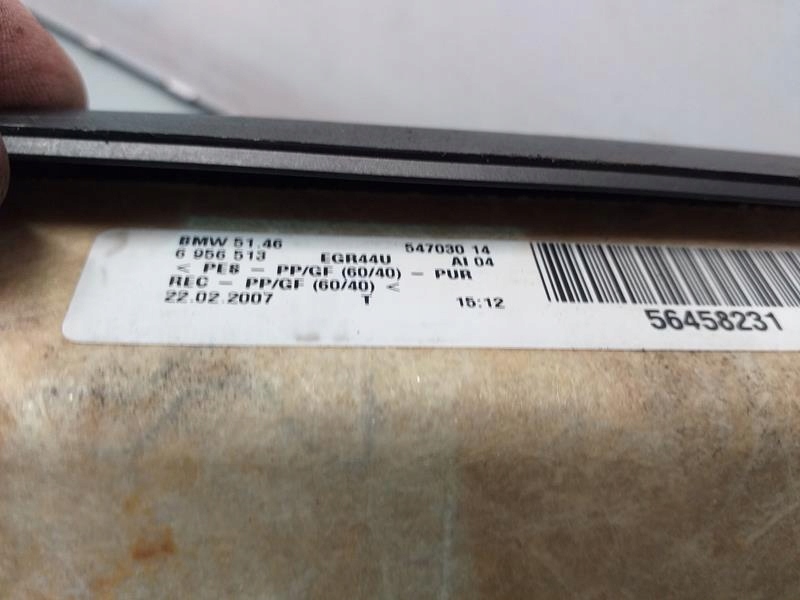 BMW 51.46
6 956 513 EGR44U 547030 14
AI 04
< PES – PP/GF (60/40) – PUR
REC – PP/GF (60/40) <
22.02.2007 T 15:12
56458231